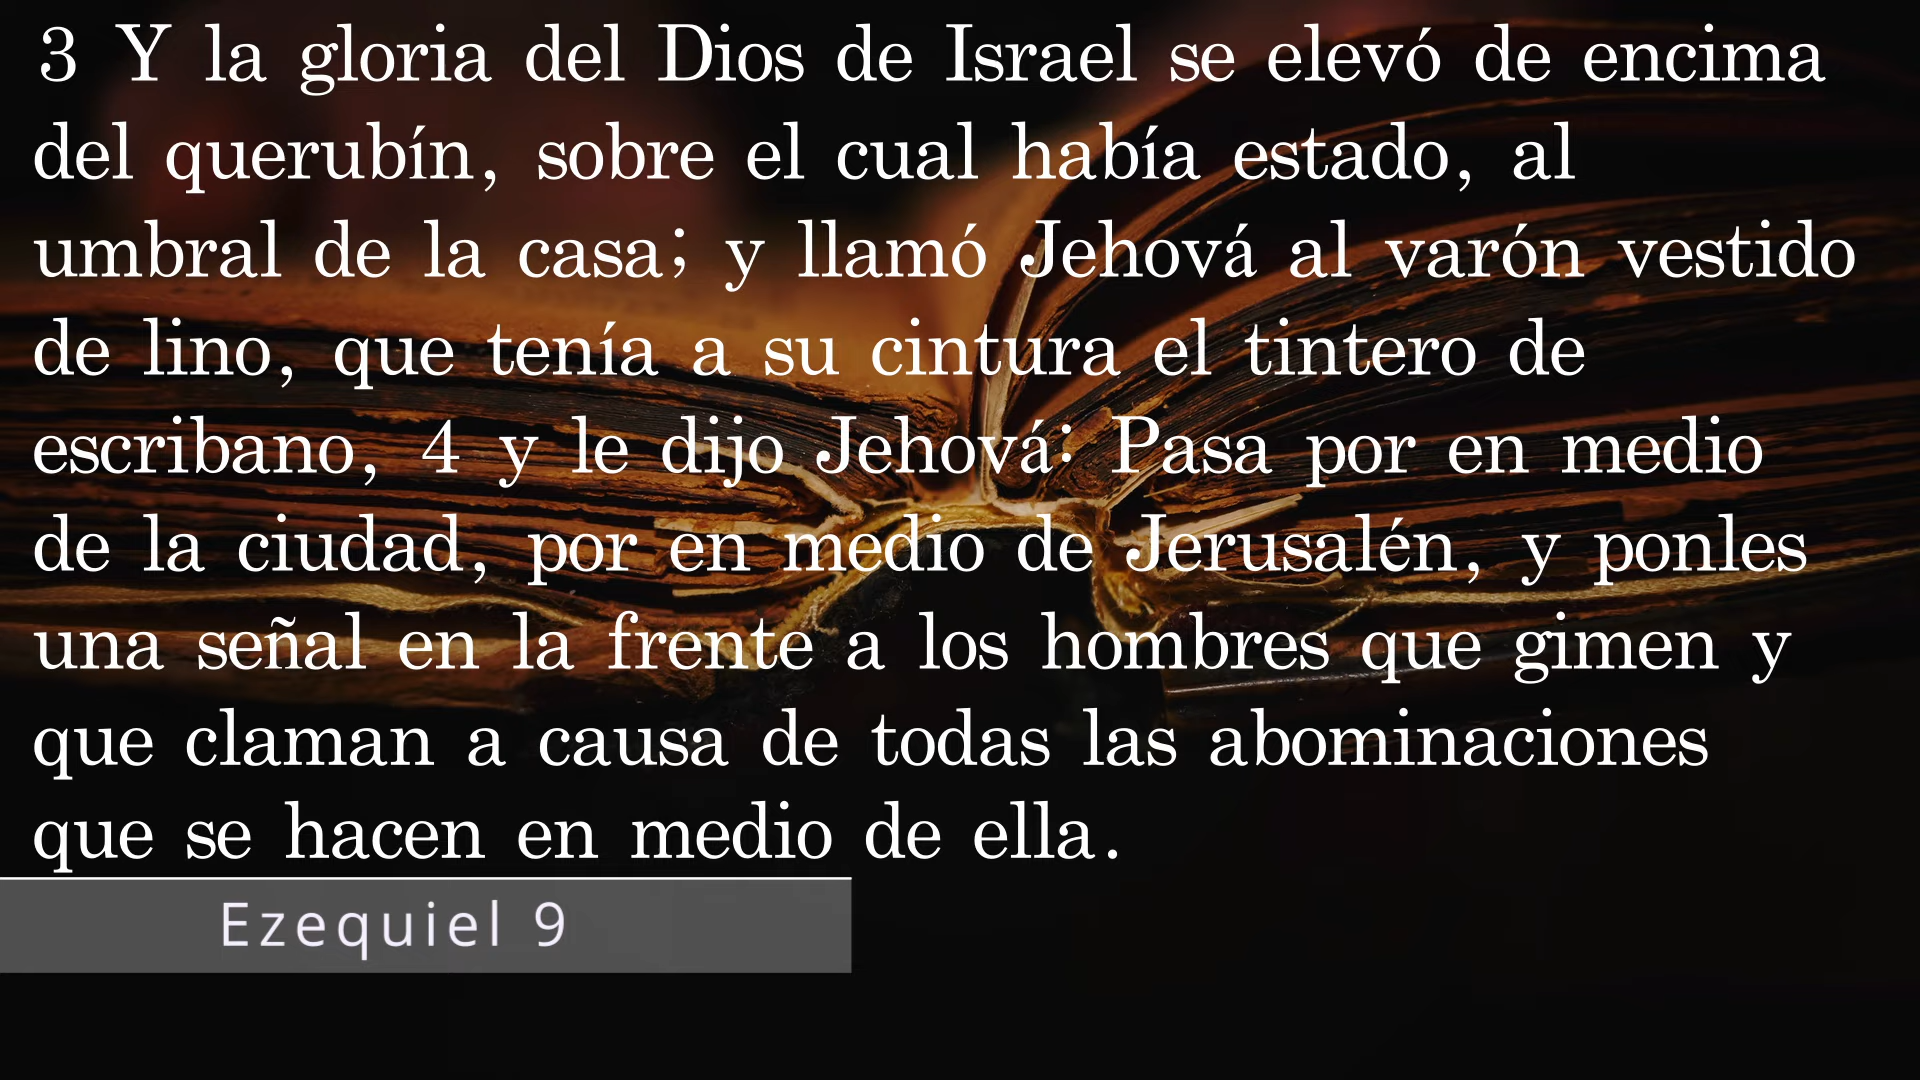 3 Y la gloria del Dios de Israel se elevó de encima
del querubín, sobre el cual había estado, al
umbral de la casa; y llamó Jehová al varón vestido
de lino, que tenía a su cintura el tintero de
escribano, 4 y le dijo Jehová: Pasa por en medio
de la ciudad, por en medio de Jerusalén, y ponles
una señal en la frente a los hombres que gimen y
que claman a causa de todas las abominaciones
que se hacen en medio de ella.
Ezequiel 9